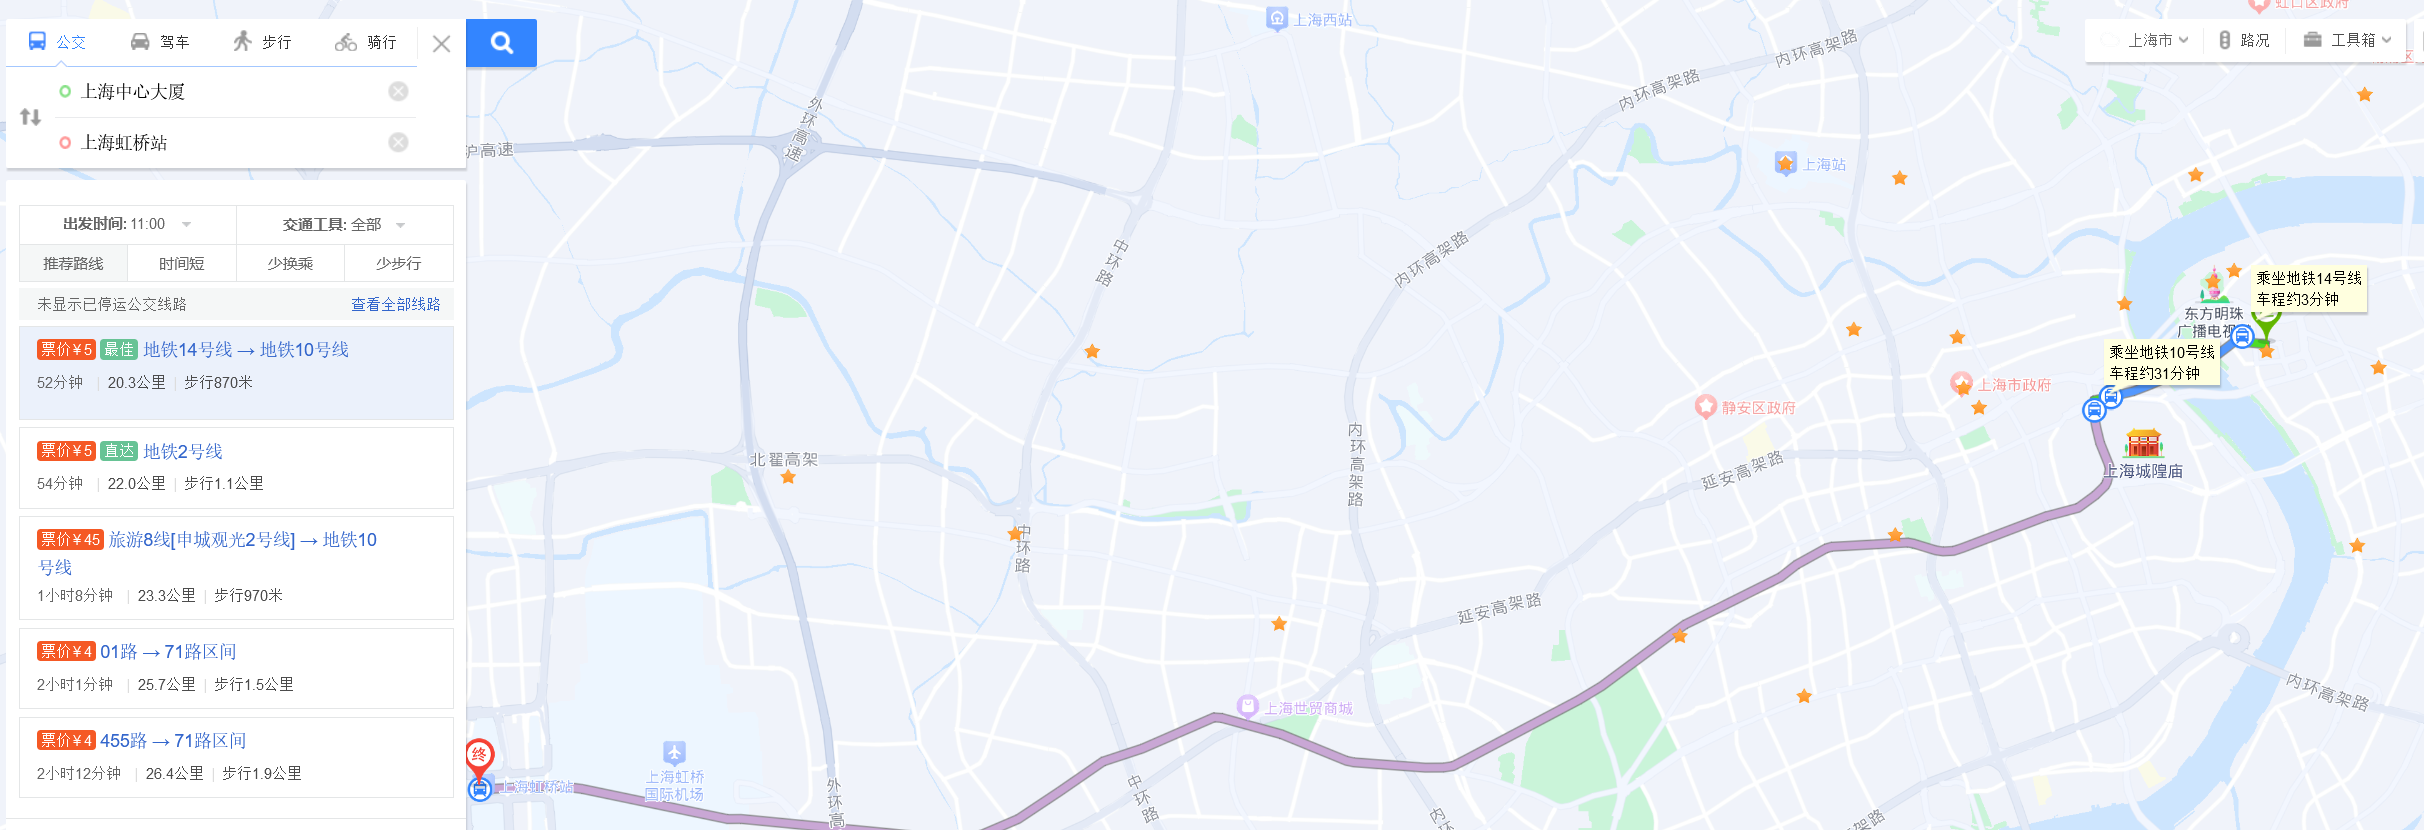 公交
驾车
步行
骑行
上海中心大厦
上海虹桥站
出发时间: 11:00
交通工具: 全部
推荐路线
时间短
少换乘
少步行
未显示已停运公交线路
查看全部线路
票价¥5 最佳 地铁14号线 → 地铁10号线
52分钟 | 20.3公里 | 步行870米
票价¥5 直达 地铁2号线
54分钟 | 22.0公里 | 步行1.1公里
票价¥45 旅游8线[申城观光2号线] → 地铁10
号线
1小时8分钟 | 23.3公里 | 步行970米
票价¥4 01路 → 71路区间
2小时1分钟 | 25.7公里 | 步行1.5公里
票价¥4 455路 → 71路区间
2小时12分钟 | 26.4公里 | 步行1.9公里
上海西站
虹口区政府
上海市
路况
工具箱
内环高架路
内环高架路
外环高速
沪高速
上海站
中环路
内环高架路
乘坐地铁14号线
车程约3分钟
东方明珠
广播电视
乘坐地铁10号线
车程约31分钟
上海市政府
静安区政府
内环高架路
北翟高架
延安高架路
上海城隍庙
中环路
延安高架路
内环高架路
上海世贸商城
终
上海虹桥站
上海虹桥
国际机场
外环高
中环路
内环
架路